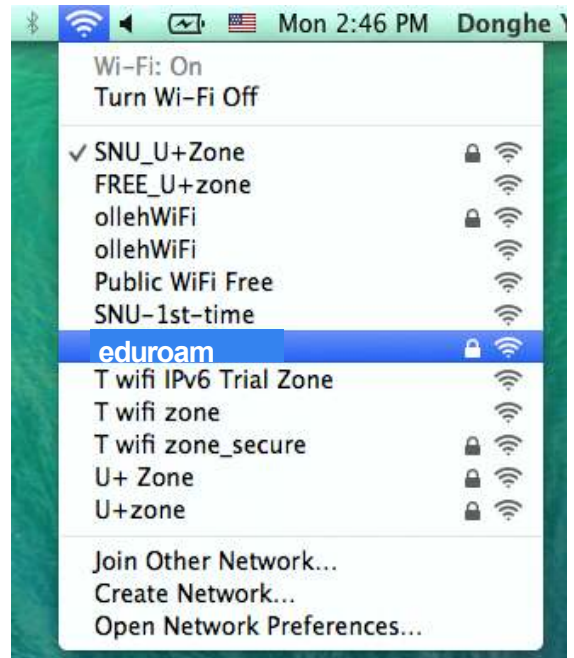 Mon 2:46 PM Donghe Y
Wi-Fi: On
Turn Wi-Fi Off
SNU_U+Zone
FREE_U+zone
ollehWiFi
ollehWiFi
Public WiFi Free
SNU-1st-time
eduroam
T wifi IPv6 Trial Zone
T wifi zone
T wifi zone_secure
U+ Zone
U+zone
Join Other Network...
Create Network...
Open Network Preferences...